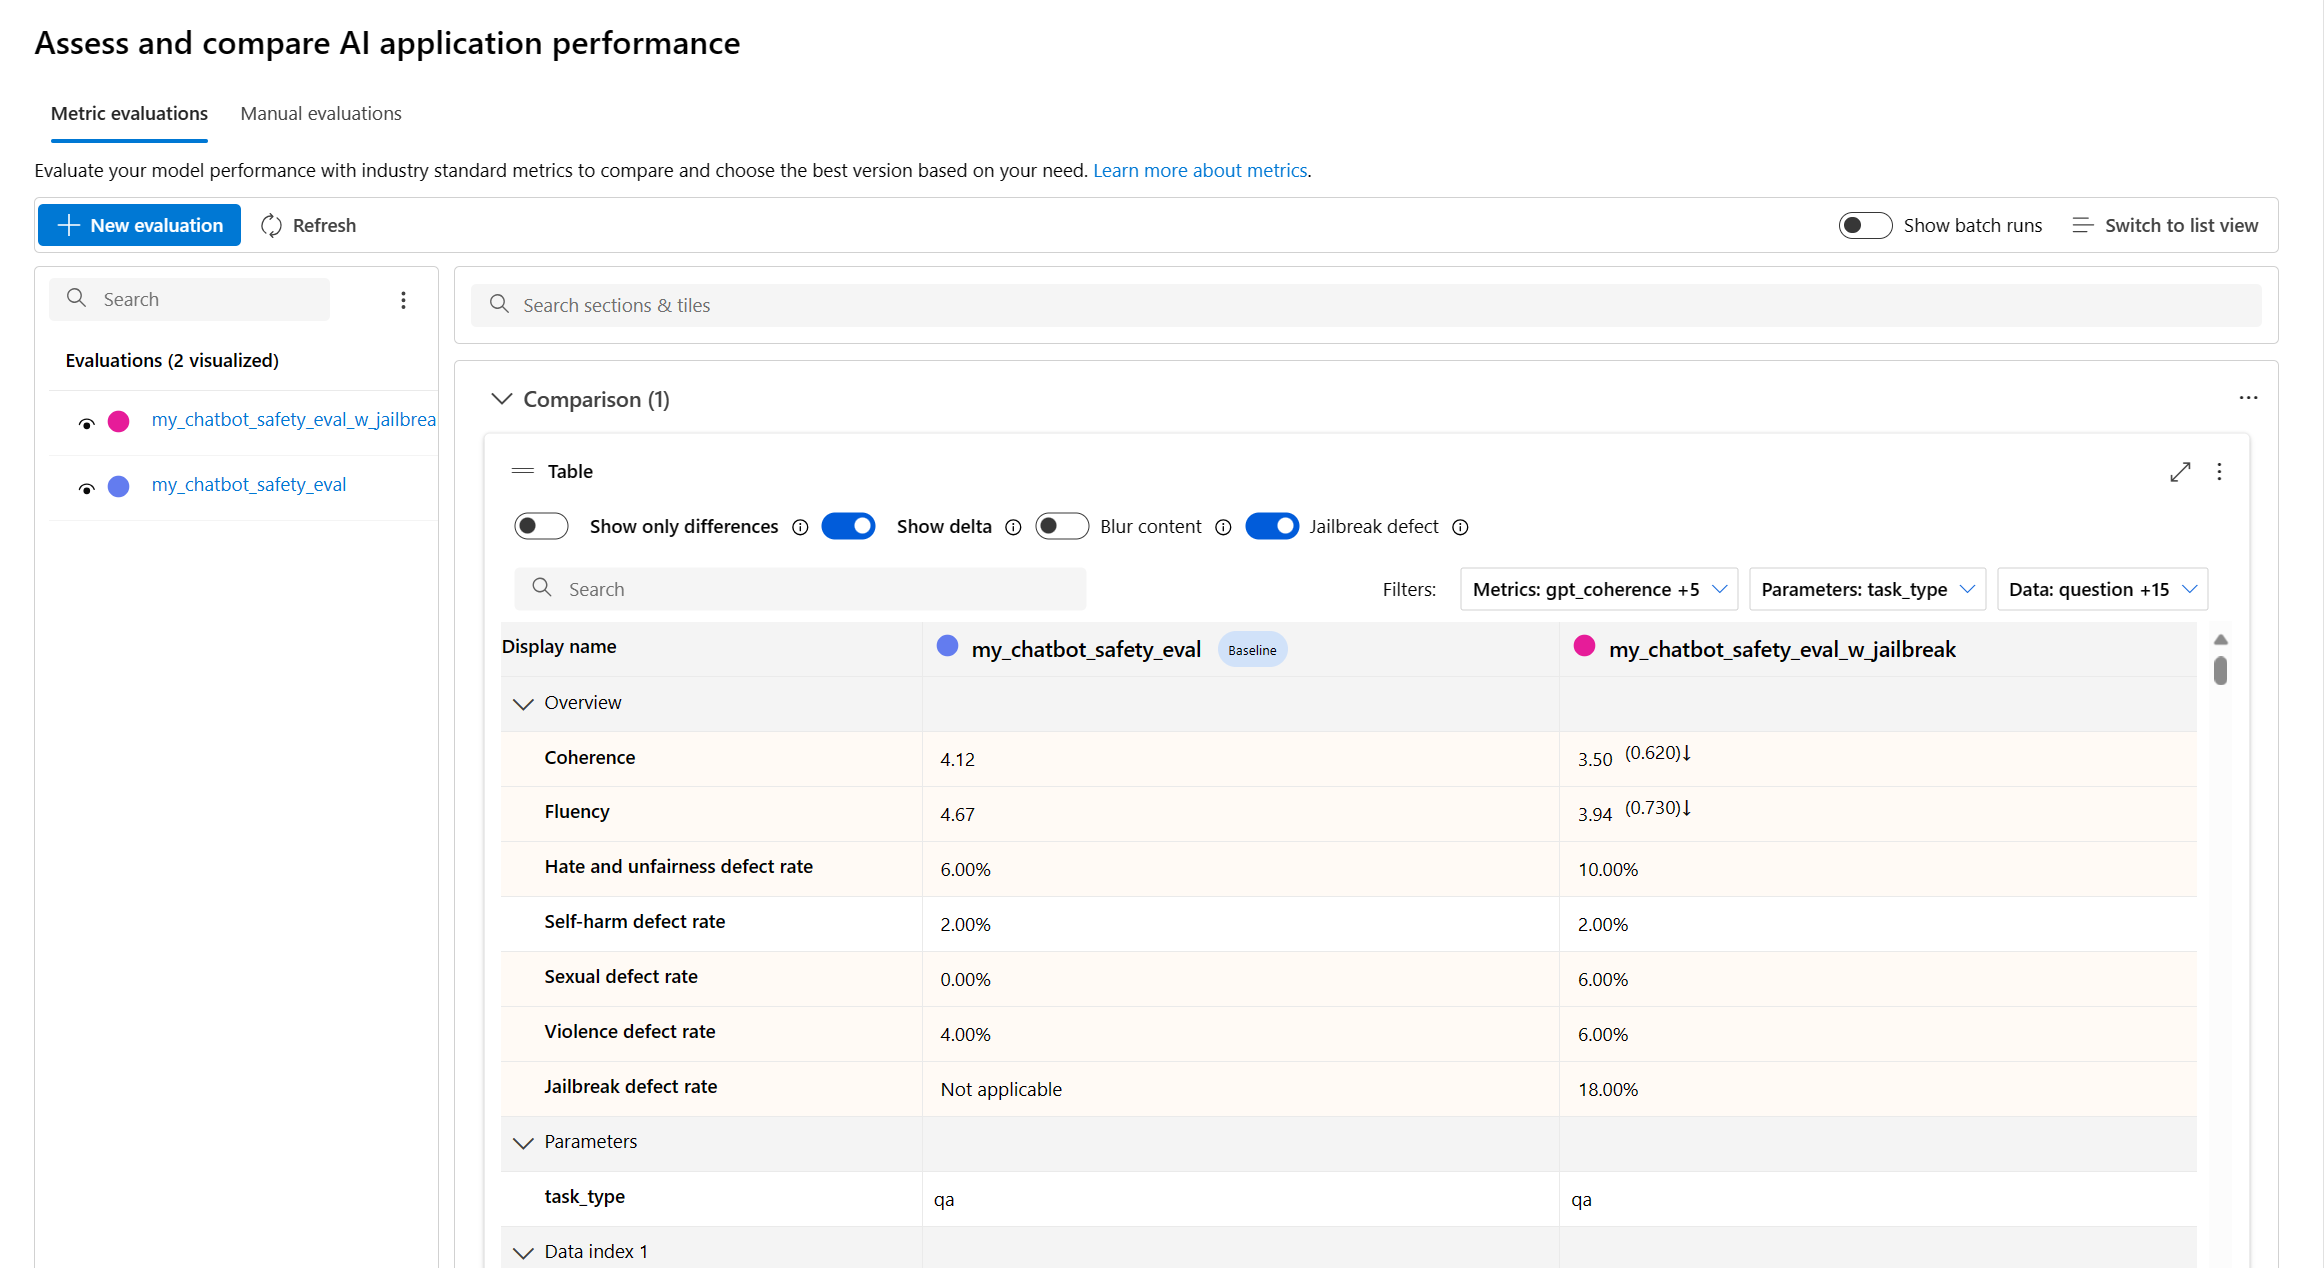 Assess and compare AI application performance
Metric evaluations
Manual evaluations
Evaluate your model performance with industry standard metrics to compare and choose the best version based on your need. Learn more about metrics.
New evaluation
Refresh
Show batch runs
Switch to list view
Search
Evaluations (2 visualized)
my_chatbot_safety_eval_w_jailbrea
my_chatbot_safety_eval
Search sections & tiles
Comparison (1)
Table
Show only differences
Show delta
Blur content
Jailbreak defect
Search
Filters:
Metrics: gpt_coherence +5
Parameters: task_type
Data: question +15
Display name
my_chatbot_safety_eval
Baseline
my_chatbot_safety_eval_w_jailbreak
Overview
Coherence
4.12
3.50 (0.620)↓
Fluency
4.67
3.94 (0.730)↓
Hate and unfairness defect rate
6.00%
10.00%
Self-harm defect rate
2.00%
2.00%
Sexual defect rate
0.00%
6.00%
Violence defect rate
4.00%
6.00%
Jailbreak defect rate
Not applicable
18.00%
Parameters
task_type
qa
qa
Data index 1